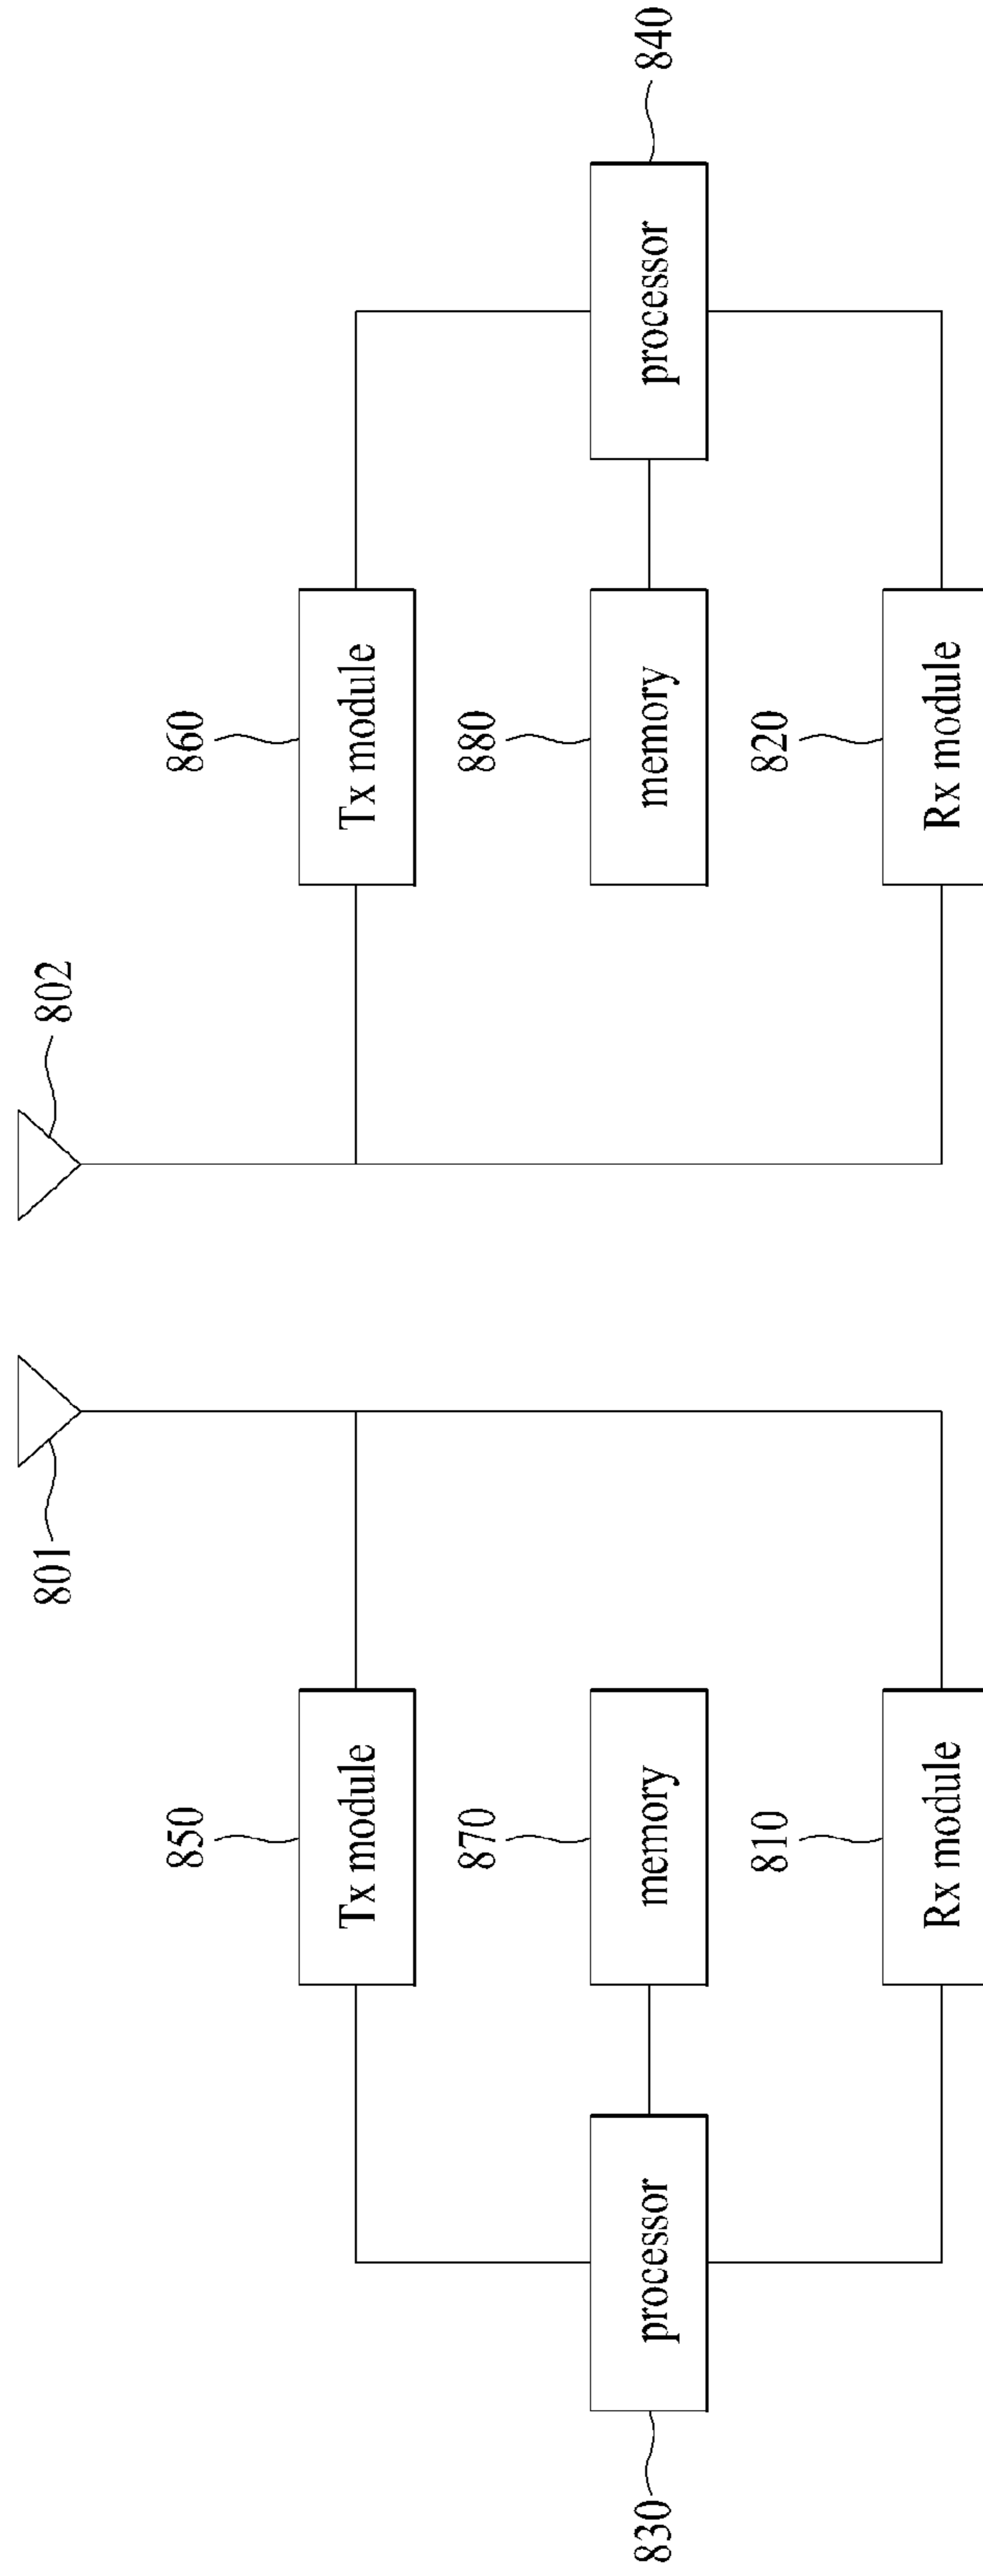 801
802
850
Tx module
860
Tx module
830
processor
870
memory
880
memory
processor
840
810
Rx module
820
Rx module